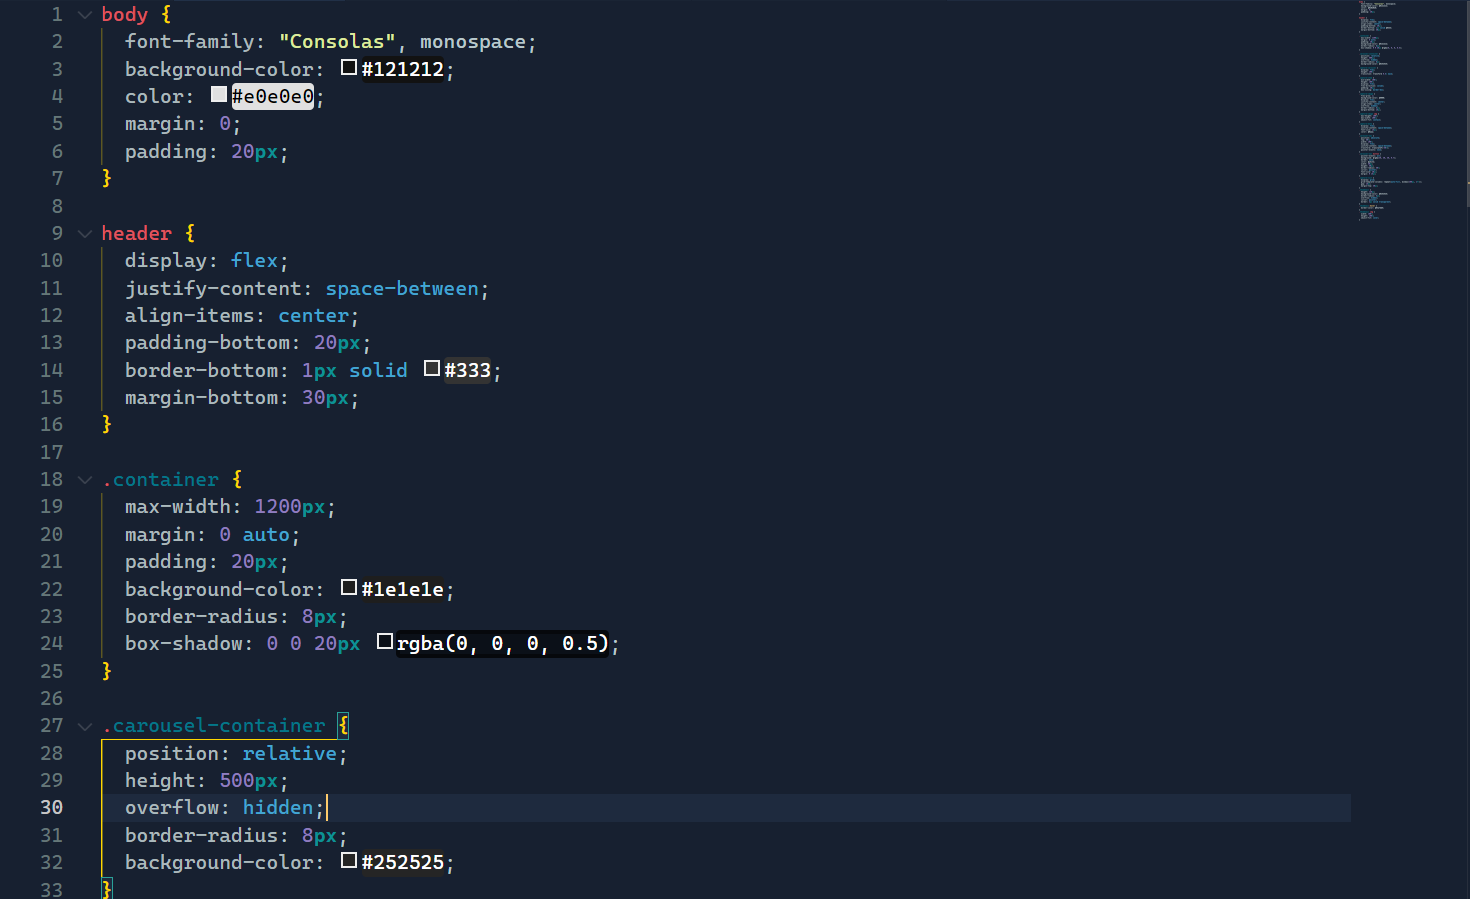 1 body {
2 font-family: "Consolas", monospace;
3 background-color: #121212;
4 color: #e0e0e0;
5 margin: 0;
6 padding: 20px;
7 }
8
9 header {
10 display: flex;
11 justify-content: space-between;
12 align-items: center;
13 padding-bottom: 20px;
14 border-bottom: 1px solid #333;
15 margin-bottom: 30px;
16 }
17
18 .container {
19 max-width: 1200px;
20 margin: 0 auto;
21 padding: 20px;
22 background-color: #1e1e1e;
23 border-radius: 8px;
24 box-shadow: 0 0 20px rgba(0, 0, 0, 0.5);
25 }
26
27 .carousel-container {
28 position: relative;
29 height: 500px;
30 overflow: hidden;
31 border-radius: 8px;
32 background-color: #252525;
33 }